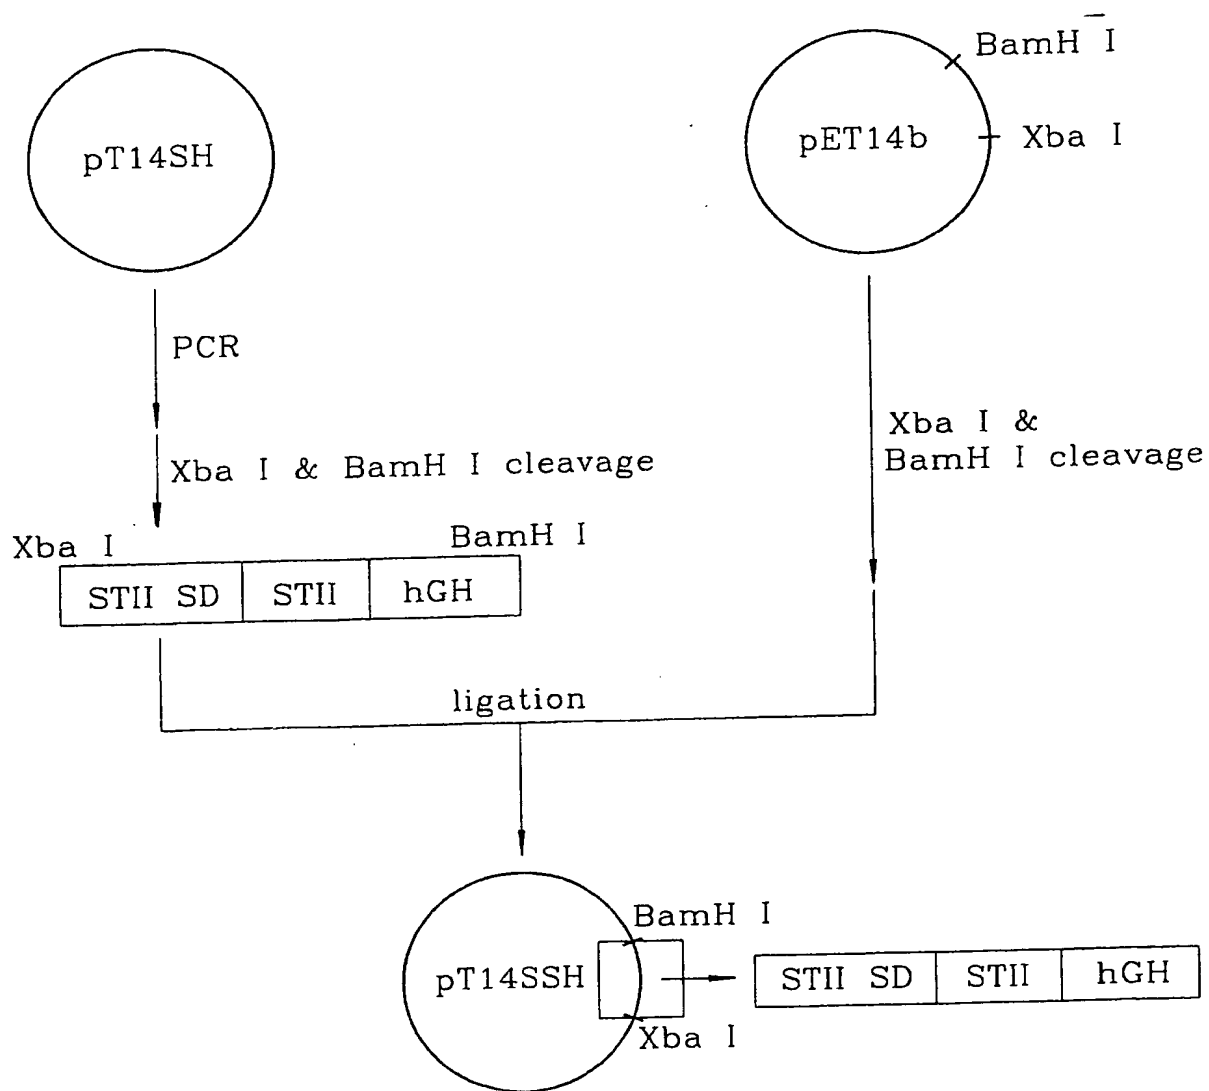 BamH I
pT14SH
pET14b
Xba I
PCR
Xba I &
BamH I cleavage
Xba I & BamH I cleavage
Xba I
BamH I
STII SD
STII
hGH
ligation
BamH I
pT14SSH
STII SD
STII
hGH
Xba I